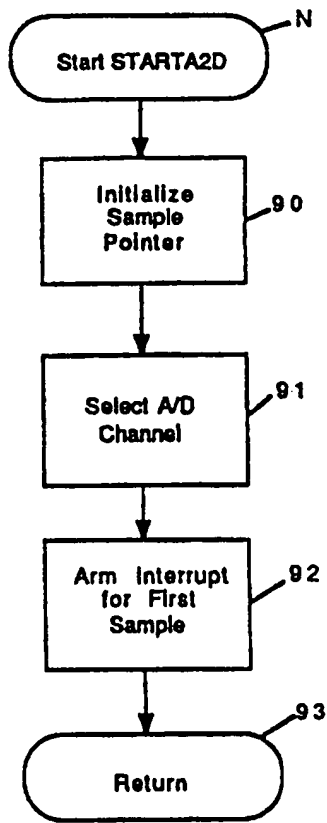 N
Start STARTA2D
Initialize
Sample
Pointer
90
Select A/D
Channel
91
Arm Interrupt
for First
Sample
92
93
Return